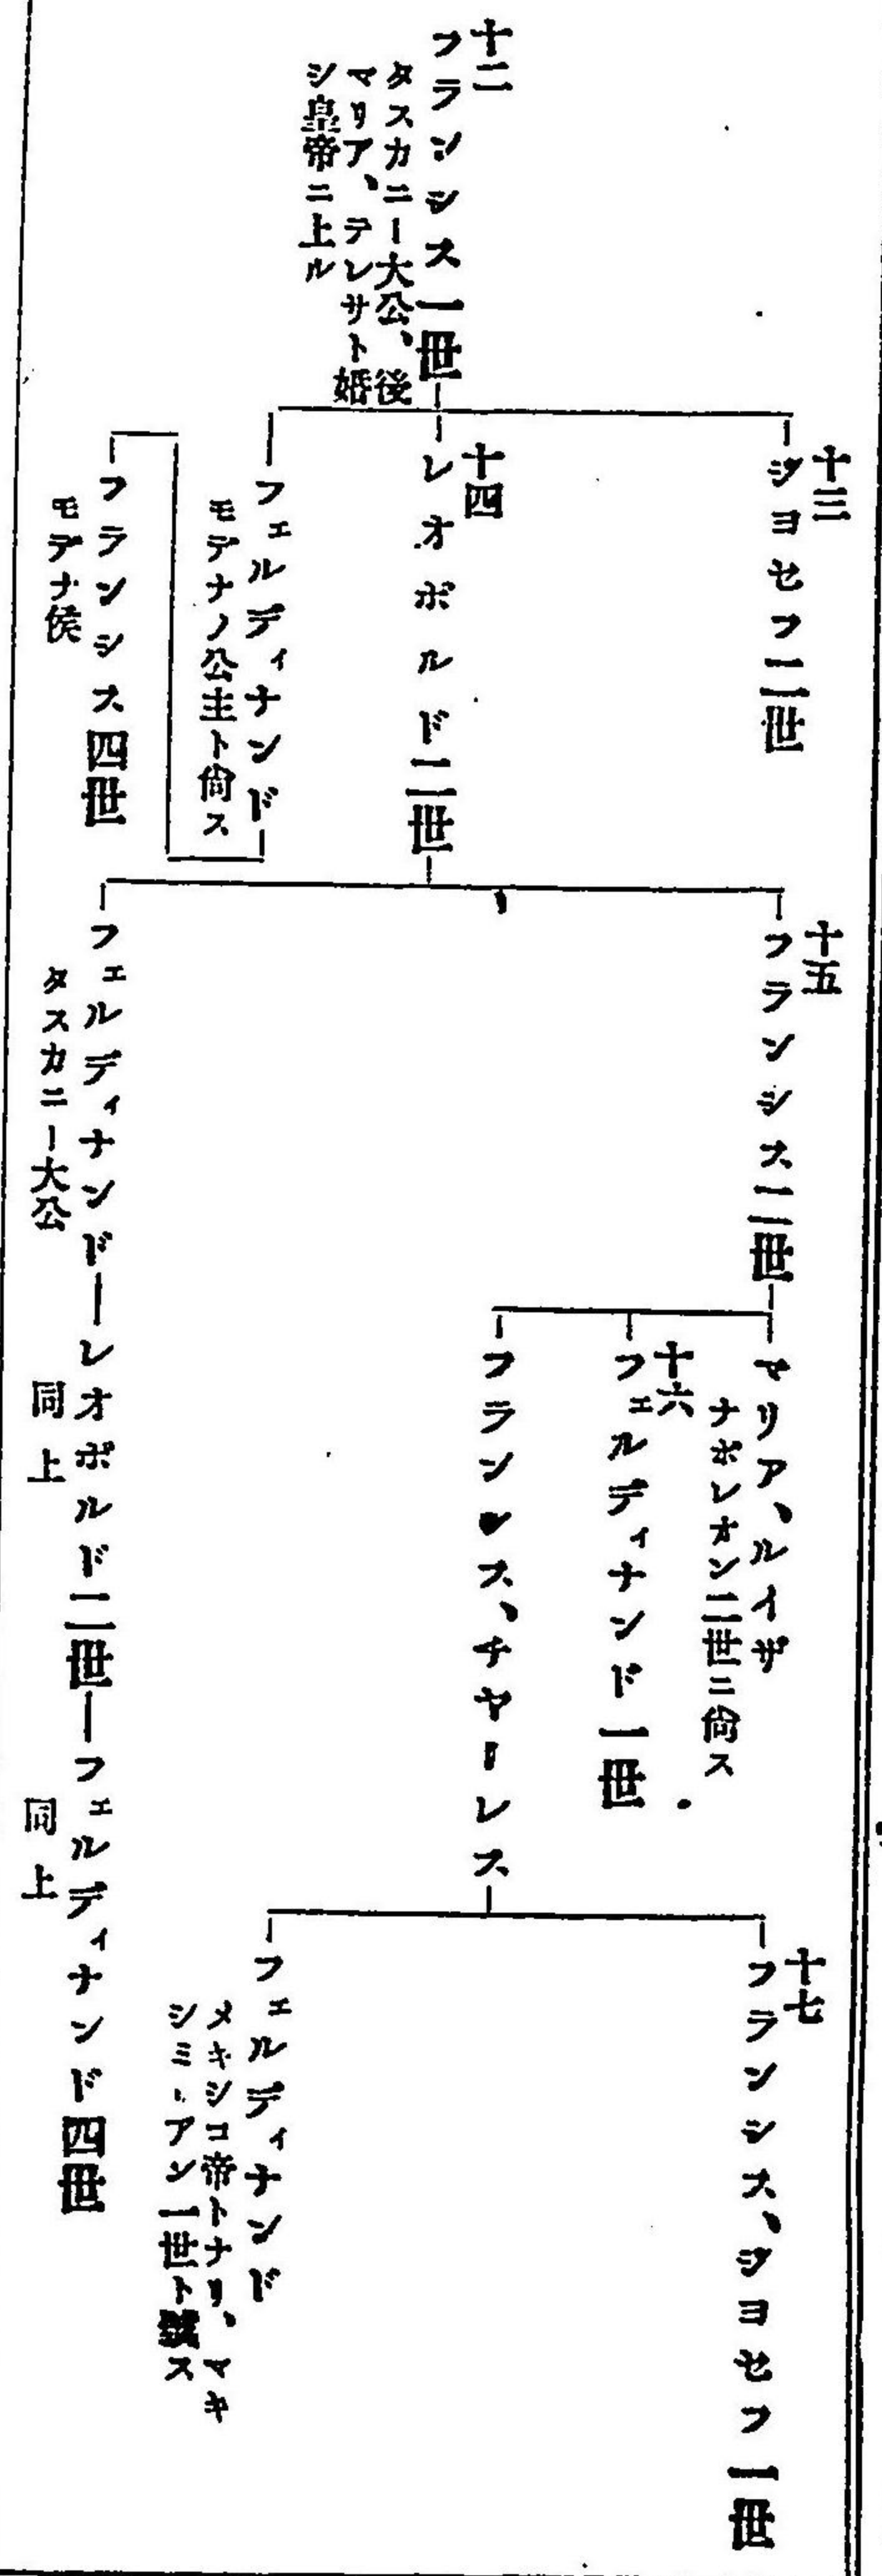 十二
フランシス一世
タスカニー大公、後
マリア、テレサト婚
シ皇帝ニ上ル
十三
ジヨセフ二世
十四
レオポルド二世
フェルディナンド
モデナノ公主ト尙ス
フランシス四世
モデナ侯
十五
フランシス二世
マリア、ルイザ
ナポレオン一世ニ尙ス
十六
フェルディナンド一世
フランシス、チヤーレス
十七
フランシス、ジヨセフ一世
フェルディナンド
メキシコ帝トナリ、マキ
シミ アン一世ト號ス
フェルディナンド―レオポルド二世―フェルディナンド四世
タスカニー大公
同上
同上